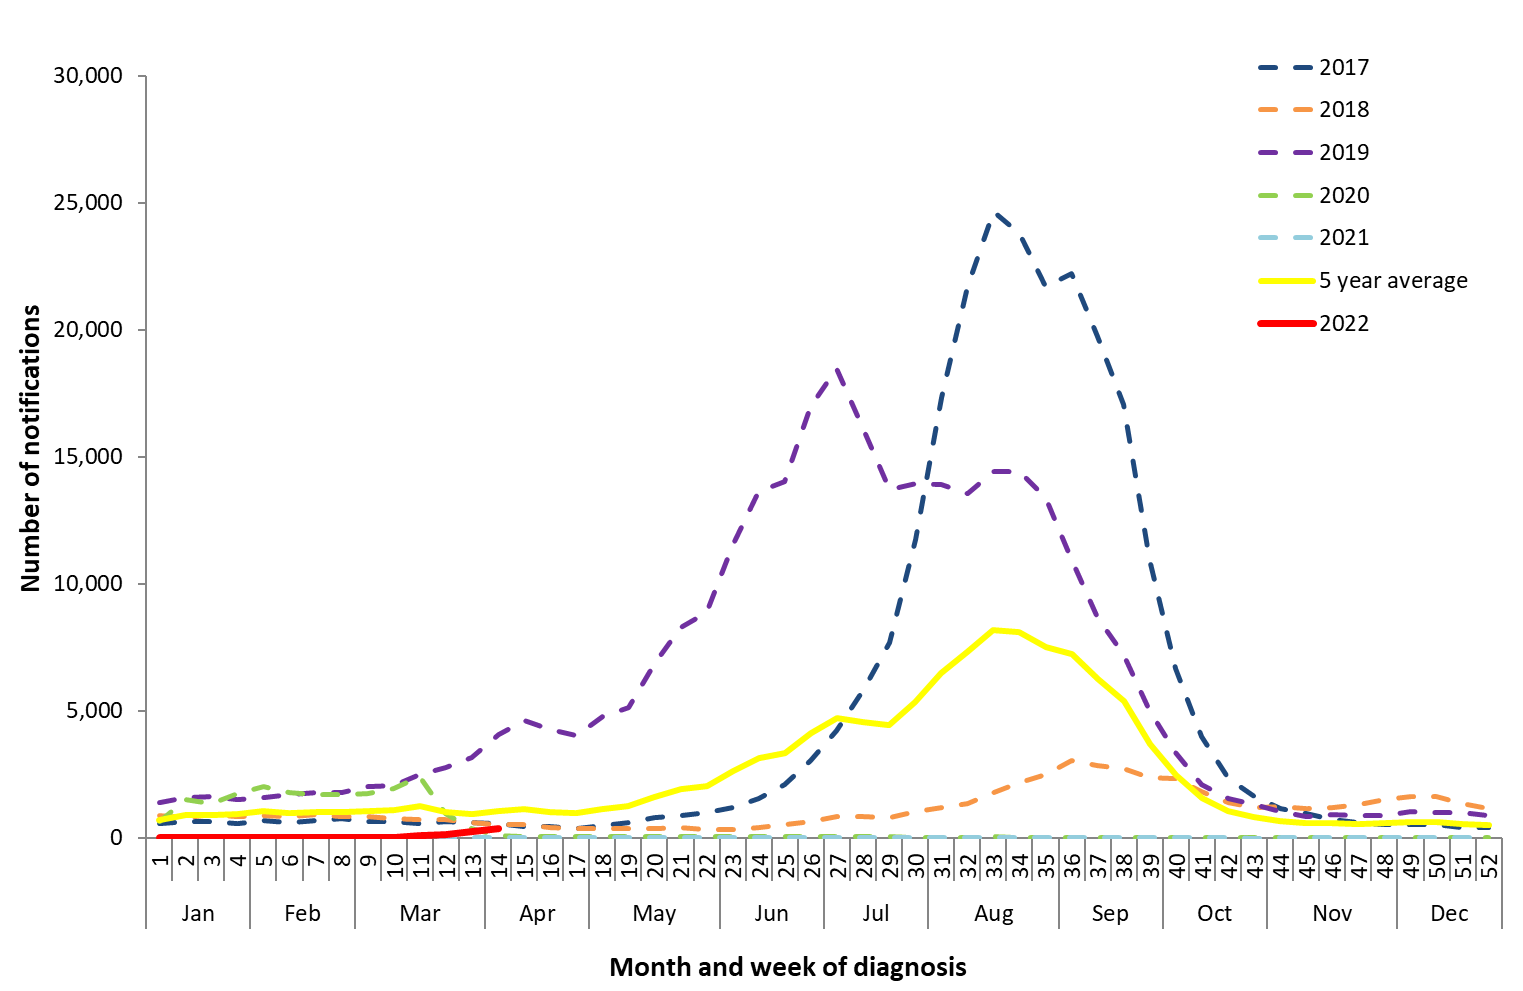 30,000
25,000
20,000
15,000
10,000
5,000
0
Number of notifications
2017
2018
2019
2020
2021
5 year average
2022
1 2 3 4 5 6 7 8 9 10 11 12 13 14 15 16 17 18 19 20 21 22 23 24 25 26 27 28 29 30 31 32 33 34 35 36 37 38 39 40 41 42 43 44 45 46 47 48 49 50 51 52
Jan Feb Mar Apr May Jun Jul Aug Sep Oct Nov Dec
Month and week of diagnosis